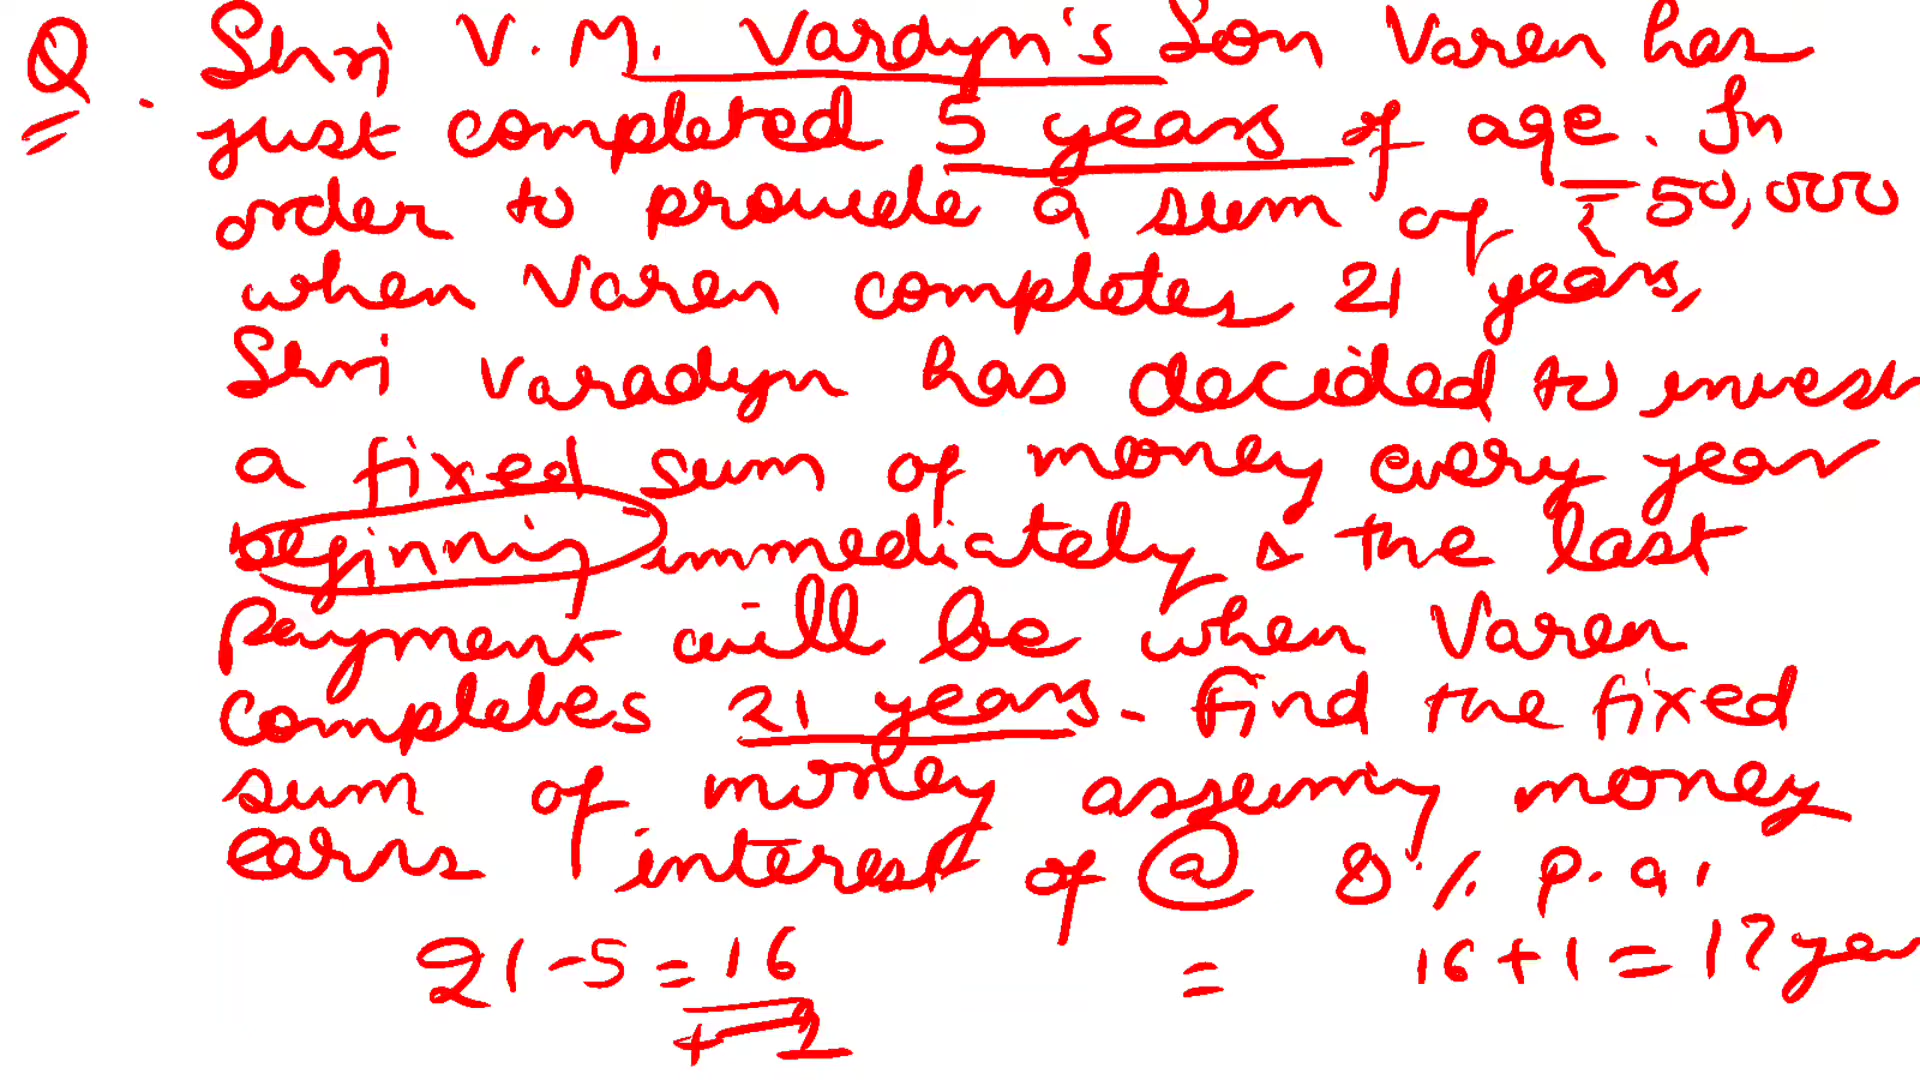 Q. Shri V. M. Vardyn's Son Varen has
just completed 5 years of age. In
order to provide a sum of ₹ 50,000
when Varen completes 21 years,
Shri Varadyn has decided to invest
a fixed sum of money every year
beginning immediately & the last
payment will be when Varen
completes 21 years. Find the fixed
sum of money assuming money
earns interest of @ 8% p.a.
21-5 = 16 = 16+1 = 17 year
+1